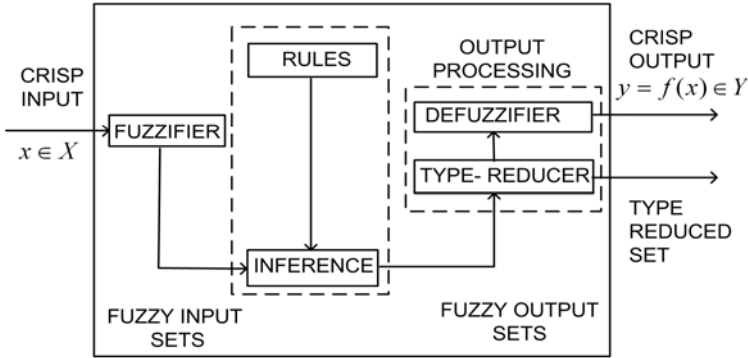 CRISP
INPUT
x ∈ X
FUZZIFIER
RULES
INFERENCE
FUZZY INPUT
SETS
OUTPUT
PROCESSING
DEFUZZIFIER
TYPE- REDUCER
FUZZY OUTPUT
SETS
CRISP
OUTPUT
y = f(x) ∈ Y
TYPE
REDUCED
SET